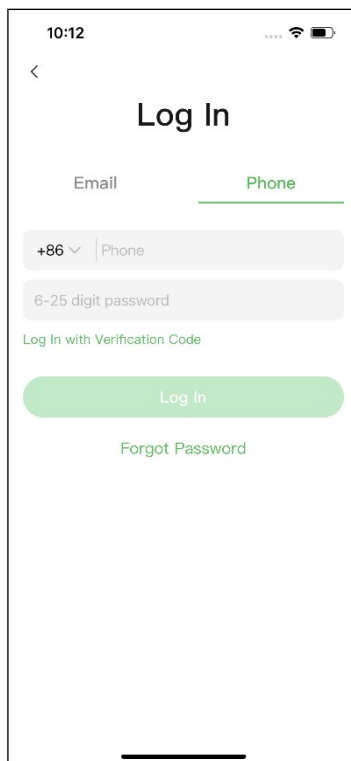 10:12
Log In
Email Phone
+86 Phone
6-25 digit password
Log In with Verification Code
Log In
Forgot Password